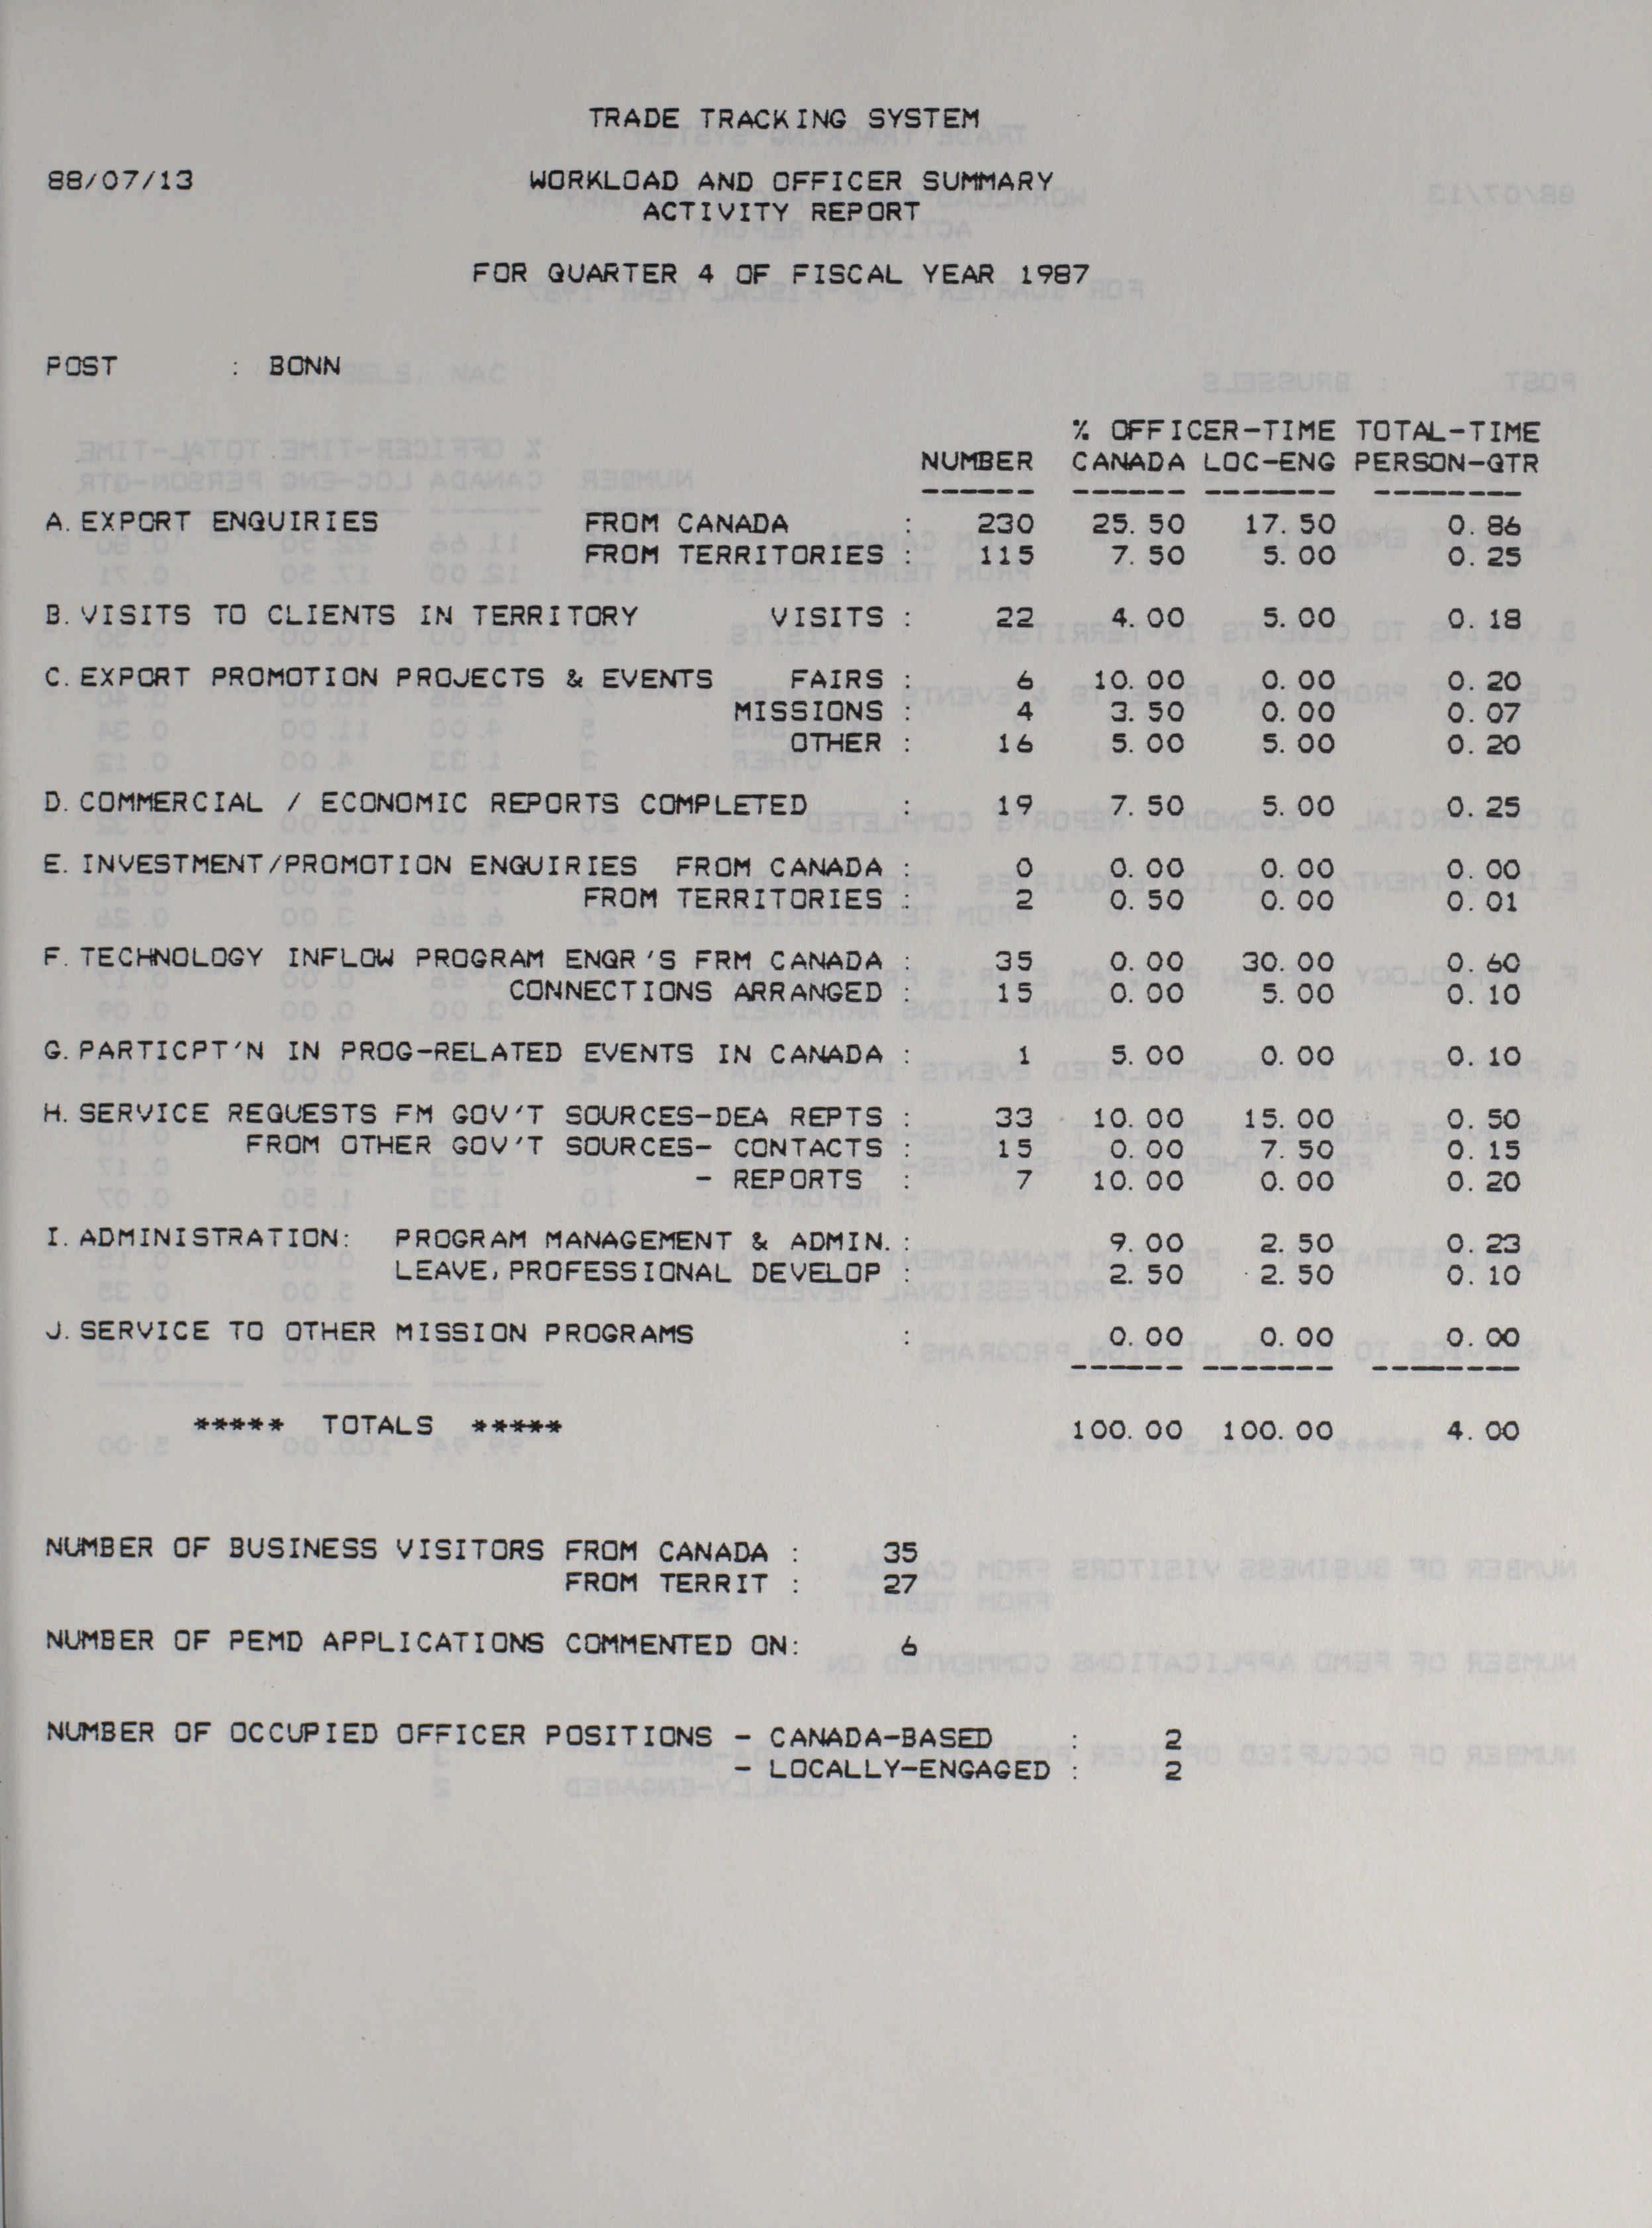 TRADE TRACKING SYSTEM
88/07/13 WORKLOAD AND OFFICER SUMMARY
ACTIVITY REPORT
FOR QUARTER 4 OF FISCAL YEAR 1987
POST : BONN
% OFFICER-TIME TOTAL-TIME
NUMBER CANADA LOC-ENG PERSON-QTR
------ ------ ------- --------
A. EXPORT ENQUIRIES FROM CANADA : 230 25.50 17.50 0.86
FROM TERRITORIES : 115 7.50 5.00 0.25
B. VISITS TO CLIENTS IN TERRITORY VISITS : 22 4.00 5.00 0.18
C. EXPORT PROMOTION PROJECTS & EVENTS FAIRS : 6 10.00 0.00 0.20
MISSIONS : 4 3.50 0.00 0.07
OTHER : 16 5.00 5.00 0.20
D. COMMERCIAL / ECONOMIC REPORTS COMPLETED : 19 7.50 5.00 0.25
E. INVESTMENT/PROMOTION ENQUIRIES FROM CANADA : 0 0.00 0.00 0.00
FROM TERRITORIES : 2 0.50 0.00 0.01
F. TECHNOLOGY INFLOW PROGRAM ENQR'S FRM CANADA : 35 0.00 30.00 0.60
CONNECTIONS ARRANGED : 15 0.00 5.00 0.10
G. PARTICPT'N IN PROG-RELATED EVENTS IN CANADA : 1 5.00 0.00 0.10
H. SERVICE REQUESTS FM GOV'T SOURCES-DEA REPTS : 33 10.00 15.00 0.50
FROM OTHER GOV'T SOURCES- CONTACTS : 15 0.00 7.50 0.15
- REPORTS : 7 10.00 0.00 0.20
I. ADMINISTRATION: PROGRAM MANAGEMENT & ADMIN. : 9.00 2.50 0.23
LEAVE, PROFESSIONAL DEVELOP : 2.50 2.50 0.10
J. SERVICE TO OTHER MISSION PROGRAMS : 0.00 0.00 0.00
------ ------- --------
***** TOTALS ***** 100.00 100.00 4.00
NUMBER OF BUSINESS VISITORS FROM CANADA : 35
FROM TERRIT : 27
NUMBER OF PEMD APPLICATIONS COMMENTED ON: 6
NUMBER OF OCCUPIED OFFICER POSITIONS - CANADA-BASED : 2
- LOCALLY-ENGAGED : 2